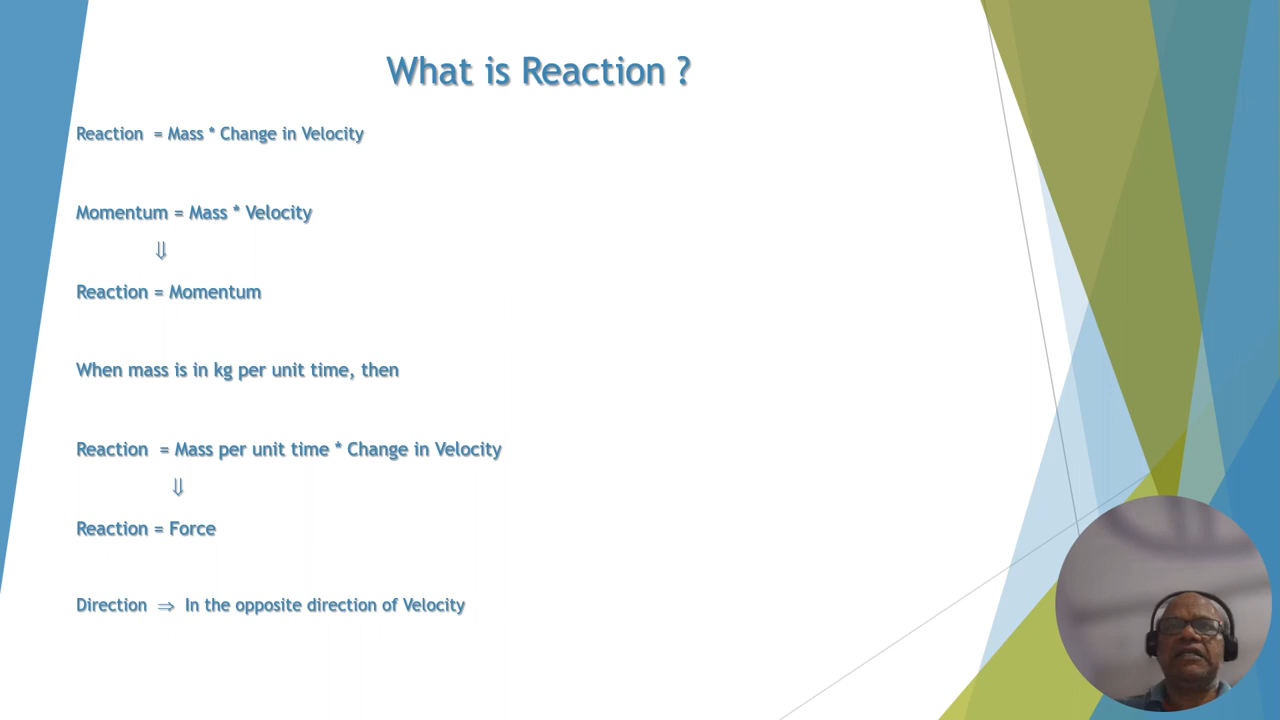 What is Reaction ?
Reaction = Mass * Change in Velocity
Momentum = Mass * Velocity
⇓
Reaction = Momentum
When mass is in kg per unit time, then
Reaction = Mass per unit time * Change in Velocity
⇓
Reaction = Force
Direction ⇒ In the opposite direction of Velocity